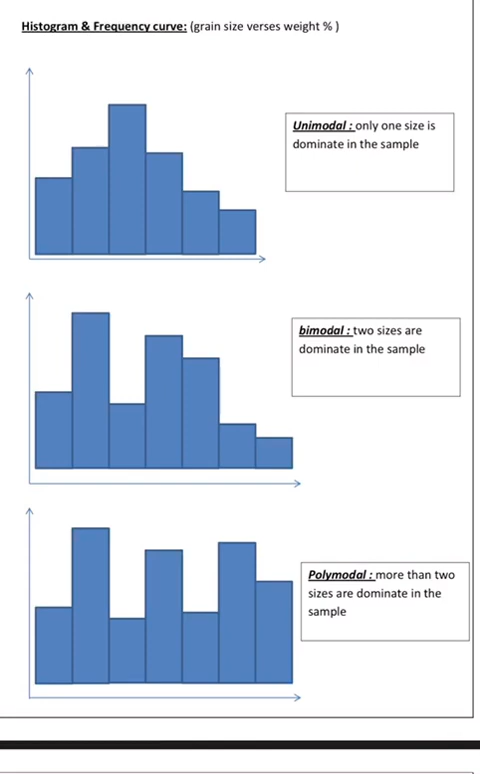 Histogram & Frequency curve: (grain size verses weight % )
Unimodal : only one size is
dominate in the sample
bimodal : two sizes are
dominate in the sample
Polymodal : more than two
sizes are dominate in the
sample